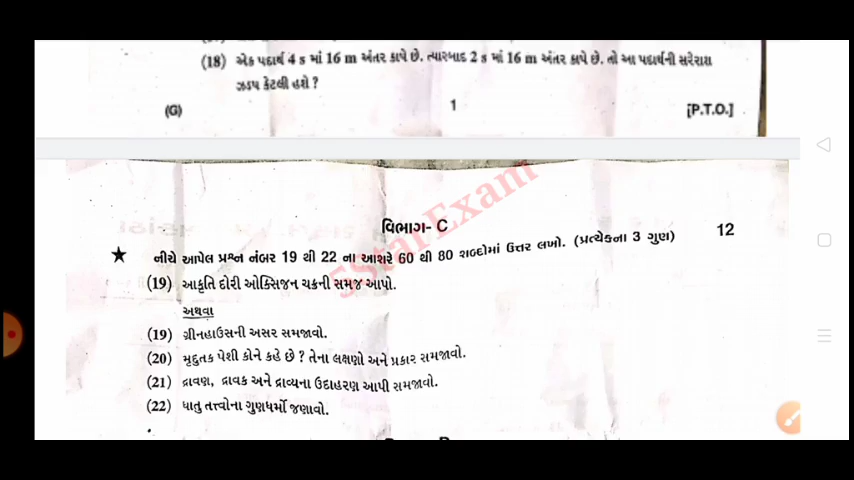 (18) એક પદાર્થ 4 s માં 16 m અંતર કાપે છે. ત્યારબાદ 2 s માં 16 m અંતર કાપે છે. તો આ પદાર્થની સરેરાશ
ઝડપ કેટલી હશે ?
(G) 1 [P.T.O.]
5StarExam
વિભાગ- C 12
★ નીચે આપેલ પ્રશ્ન નંબર 19 થી 22 ના આશરે 60 થી 80 શબ્દોમાં ઉત્તર લખો. (પ્રત્યેકના 3 ગુણ)
(19) આકૃતિ દોરી ઓક્સિજન ચક્રની સમજ આપો.
અથવા
(19) ગ્રીનહાઉસની અસર સમજાવો.
(20) મૃદુતક પેશી કોને કહે છે ? તેના લક્ષણો અને પ્રકાર સમજાવો.
(21) દ્રાવણ, દ્રાવક અને દ્રાવ્યના ઉદાહરણ આપી સમજાવો.
(22) ધાતુ તત્ત્વોના ગુણધર્મો જણાવો.